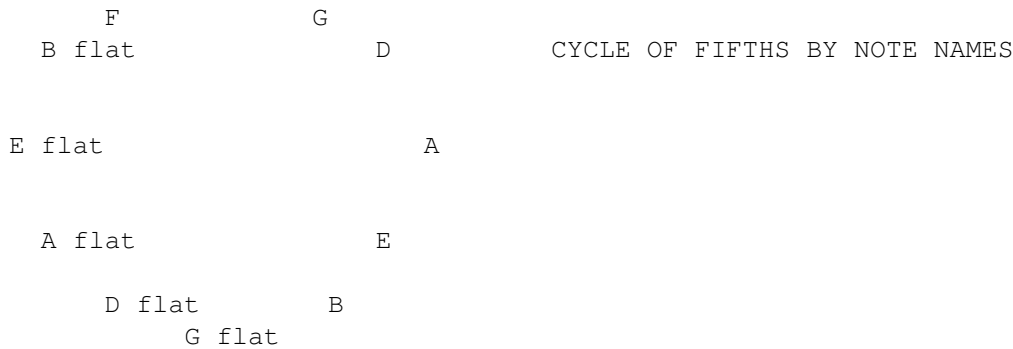 F G
B flat D CYCLE OF FIFTHS BY NOTE NAMES
E flat A
A flat E
D flat B
G flat